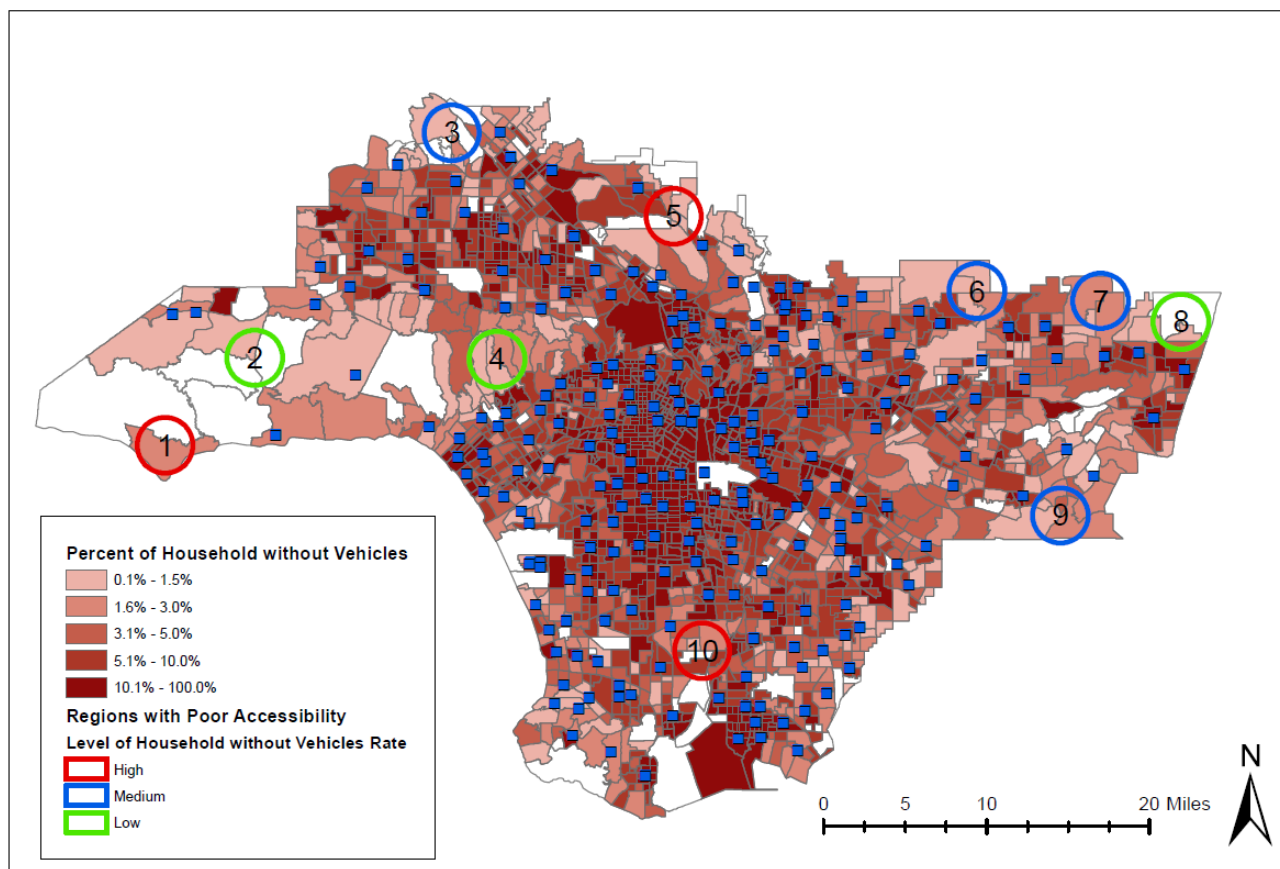 3
5
6
7
8
2
4
1
9
10
Percent of Household without Vehicles
0.1% - 1.5%
1.6% - 3.0%
3.1% - 5.0%
5.1% - 10.0%
10.1% - 100.0%
Regions with Poor Accessibility
Level of Household without Vehicles Rate
High
Medium
Low
N
0 5 10 20 Miles